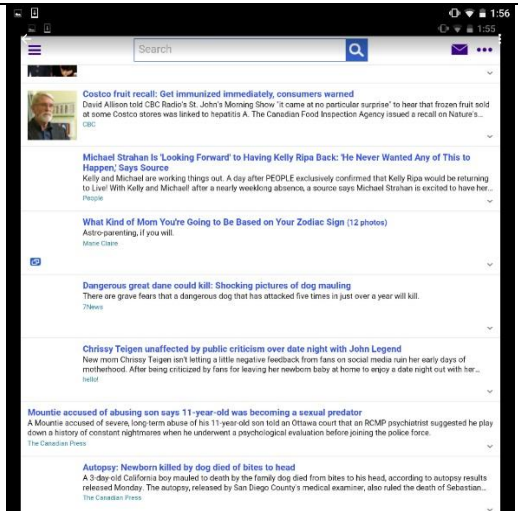 1:56
1:55
Search
Costco fruit recall: Get immunized immediately, consumers warned
David Allison told CBC Radio's St. John's Morning Show "it came at no particular surprise" to hear that frozen fruit sold
at some Costco stores was linked to hepatitis A. The Canadian Food Inspection Agency issued a recall on Nature's...
CBC
Michael Strahan Is 'Looking Forward' to Having Kelly Ripa Back: 'He Never Wanted Any of This to
Happen,' Says Source
Kelly and Michael are working things out. A day after PEOPLE exclusively confirmed that Kelly Ripa would be returning
to Live! With Kelly and Michael! after a nearly weeklong absence, a source says Michael Strahan is excited to have her...
People
What Kind of Mom You're Going to Be Based on Your Zodiac Sign (12 photos)
Astro-parenting, if you will.
Marie Claire
Dangerous great dane could kill: Shocking pictures of dog mauling
There are grave fears that a dangerous dog that has attacked five times in just over a year will kill.
7News
Chrissy Teigen unaffected by public criticism over date night with John Legend
New mom Chrissy Teigen isn't letting a little negative feedback from fans on social media ruin her early days of
motherhood. After being criticized by fans for leaving her newborn baby at home to enjoy a date night out with her...
hello!
Mountie accused of abusing son says 11-year-old was becoming a sexual predator
A Mountie accused of severe, long-term abuse of his 11-year-old son told an Ottawa court that an RCMP psychiatrist suggested he play
down a history of constant nightmares when he underwent a psychological evaluation before joining the police force.
The Canadian Press
Autopsy: Newborn killed by dog died of bites to head
A 3-day-old California boy mauled to death by the family dog died from bites to his head, according to autopsy results
released Monday. The autopsy, released by San Diego County's medical examiner, also ruled the death of Sebastian...
The Canadian Press